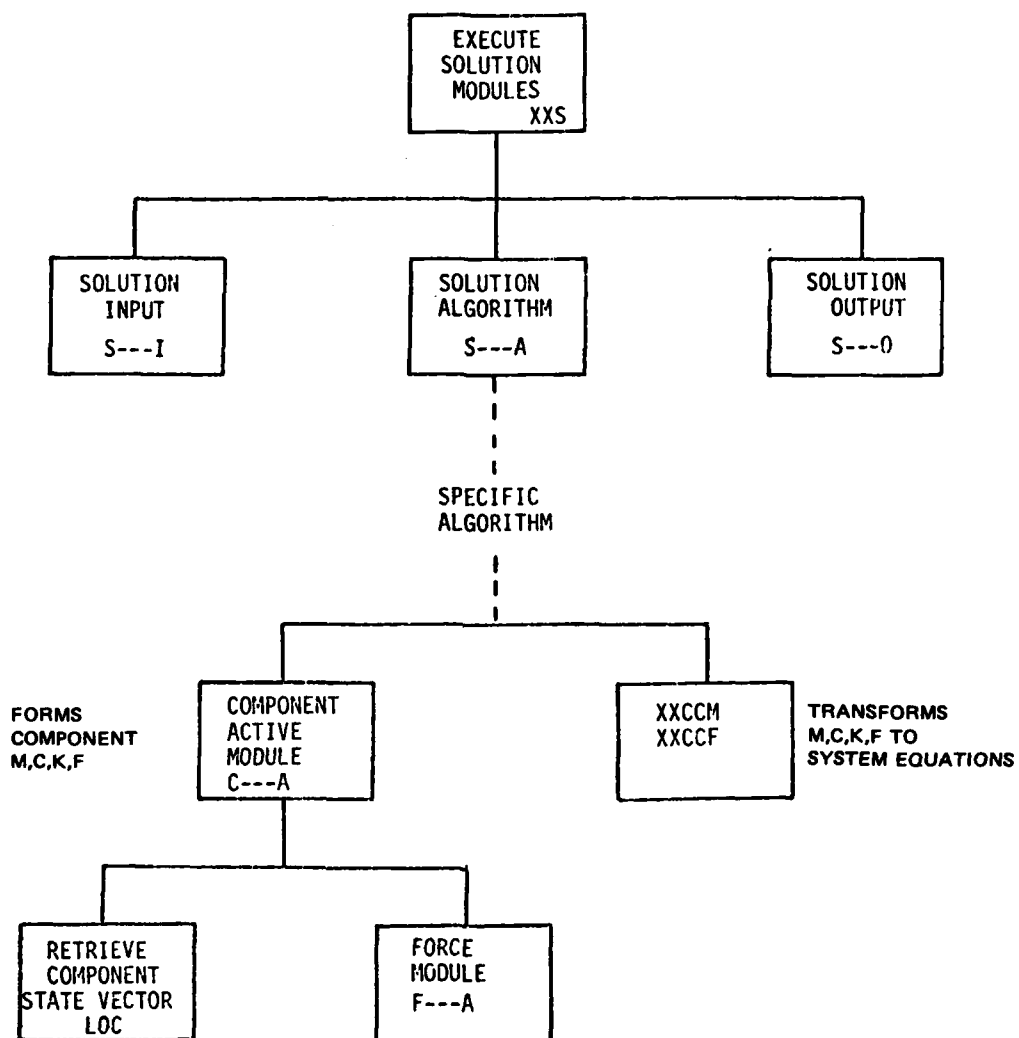 EXECUTE
SOLUTION
MODULES
XXS
SOLUTION
INPUT
S---I
SOLUTION
ALGORITHM
S---A
SOLUTION
OUTPUT
S---O
SPECIFIC
ALGORITHM
FORMS
COMPONENT
M,C,K,F
COMPONENT
ACTIVE
MODULE
C---A
XXCCM
XXCCF
TRANSFORMS
M,C,K,F TO
SYSTEM EQUATIONS
RETRIEVE
COMPONENT
STATE VECTOR
LOC
FORCE
MODULE
F---A